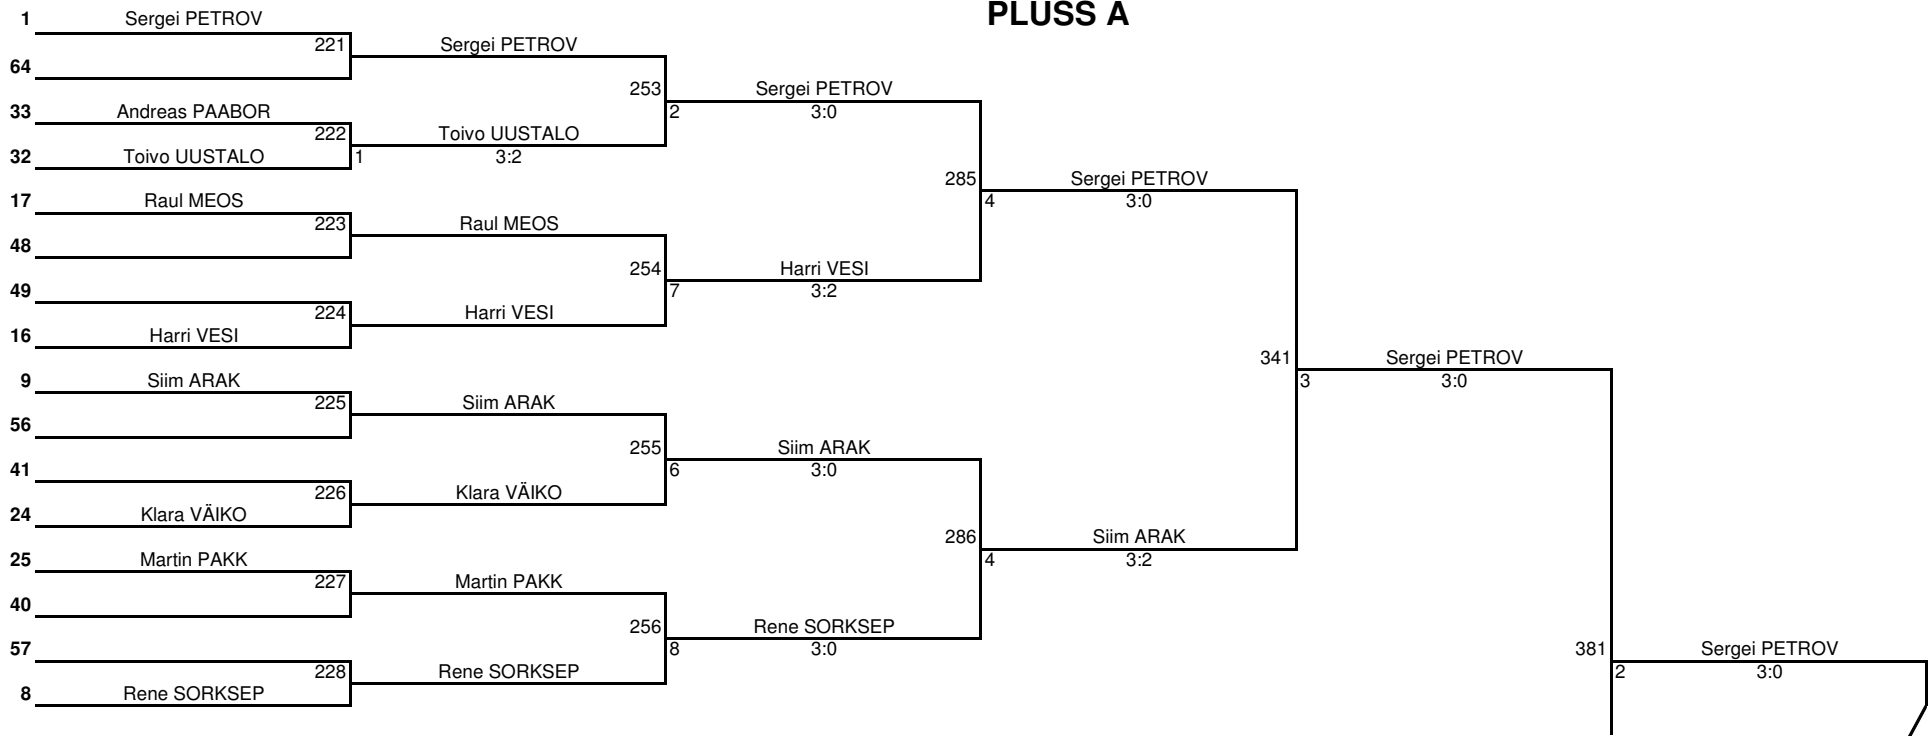 PLUSS A
1 Sergei PETROV
221 Sergei PETROV
64
253 Sergei PETROV
33 Andreas PAABOR
2 3:0
222 Toivo UUSTALO
32 Toivo UUSTALO 1 3:2
285 Sergei PETROV
17 Raul MEOS
4 3:0
223 Raul MEOS
48
254 Harri VESI
49
7 3:2
224 Harri VESI
16 Harri VESI
341 Sergei PETROV
9 Siim ARAK
3 3:0
225 Siim ARAK
56
255 Siim ARAK
41
6 3:0
226 Klara VÄIKO
24 Klara VÄIKO
286 Siim ARAK
25 Martin PAKK
4 3:2
227 Martin PAKK
40
256 Rene SORKSEP
57
8 3:0
381 Sergei PETROV
228 Rene SORKSEP
2 3:0
8 Rene SORKSEP